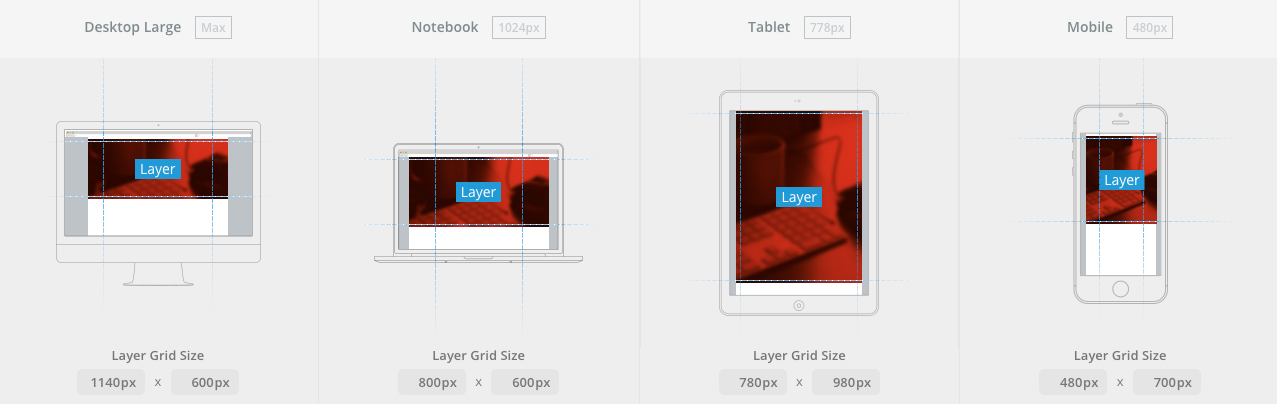 Desktop Large Max
Notebook 1024px
Tablet 778px
Mobile 480px
Layer
Layer
Layer
Layer
Layer Grid Size
1140px x 600px
Layer Grid Size
800px x 600px
Layer Grid Size
780px x 980px
Layer Grid Size
480px x 700px